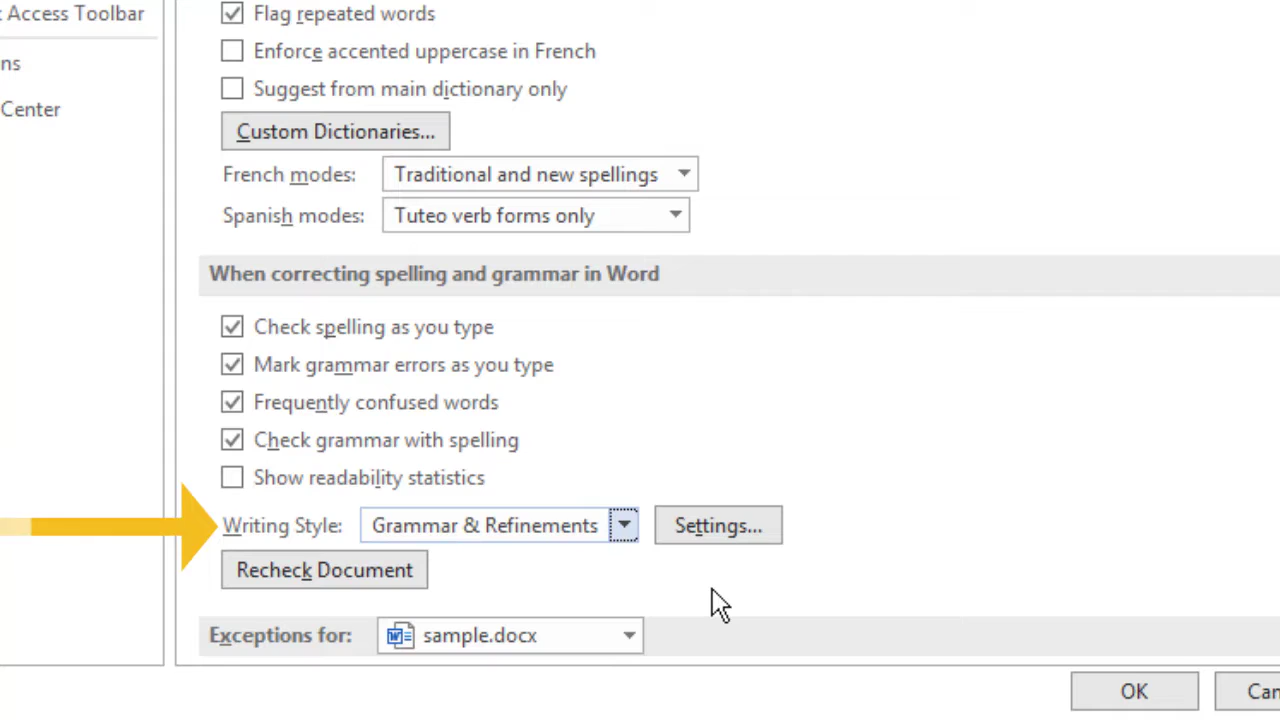 Access Toolbar
ns
Center
Flag repeated words
Enforce accented uppercase in French
Suggest from main dictionary only
Custom Dictionaries...
French modes: Traditional and new spellings
Spanish modes: Tuteo verb forms only
When correcting spelling and grammar in Word
Check spelling as you type
Mark grammar errors as you type
Frequently confused words
Check grammar with spelling
Show readability statistics
Writing Style: Grammar & Refinements Settings...
Recheck Document
Exceptions for: sample.docx
OK Can